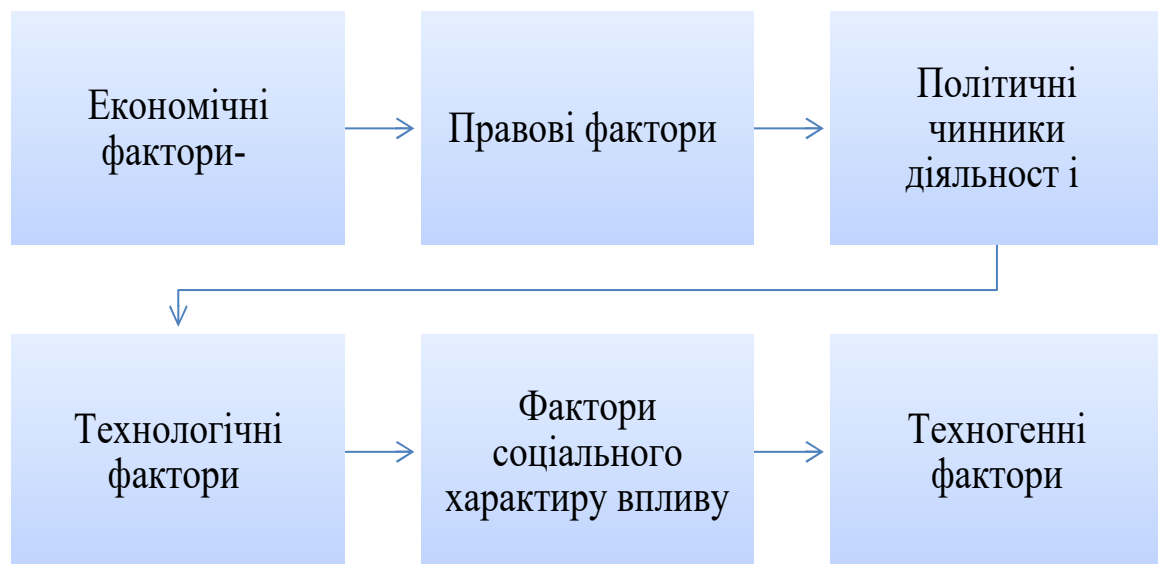 Економічні
фактори-
Правові фактори
Політичні
чинники
діяльност і
Технологічні
фактори
Фактори
соціального
характиру впливу
Техногенні
фактори